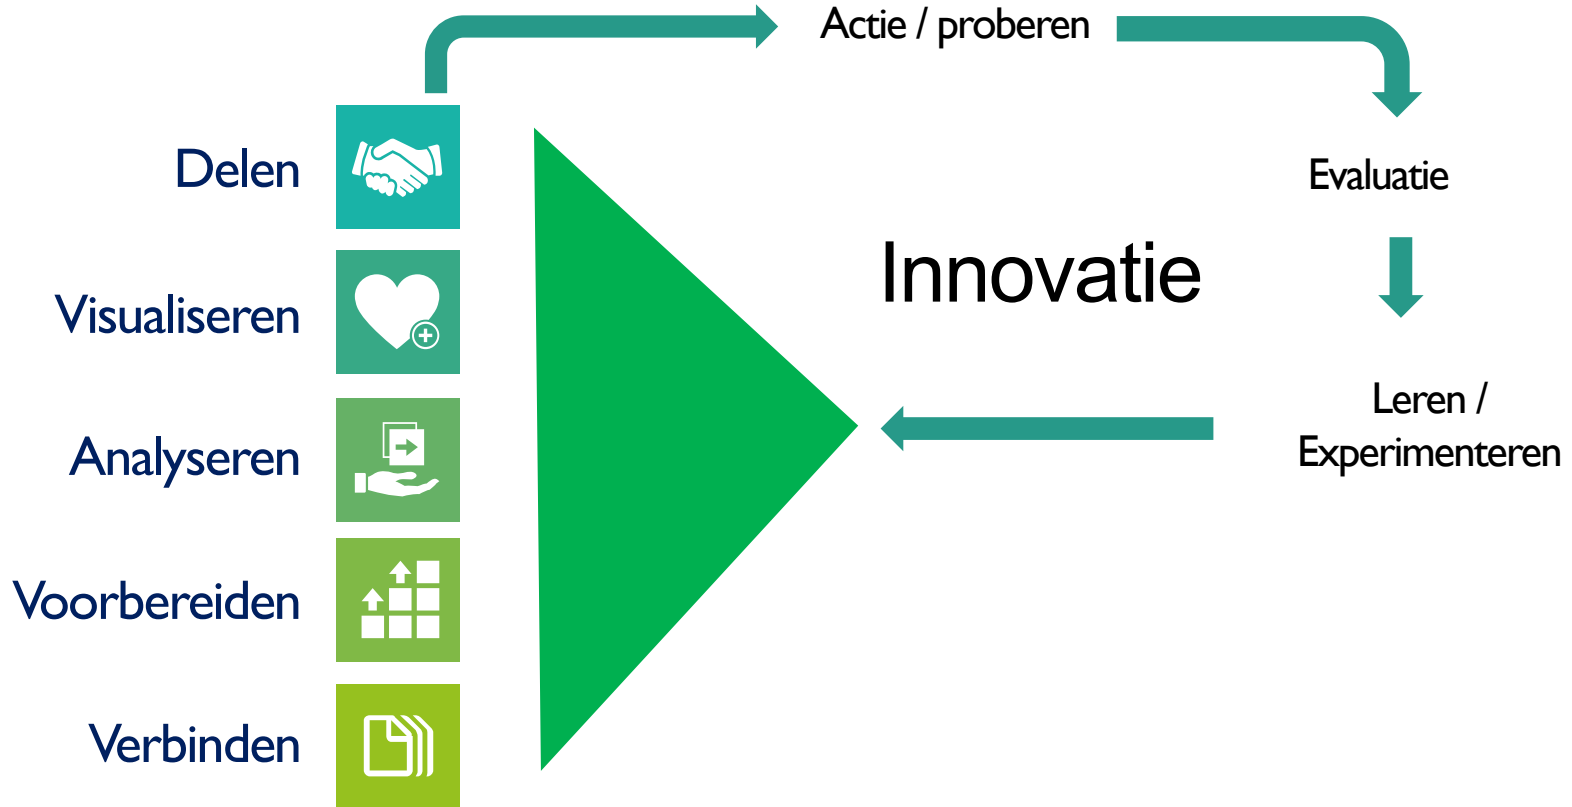 Actie / proberen
Delen
Evaluatie
Innovatie
Visualiseren
Leren /
Experimenteren
Analyseren
Voorbereiden
Verbinden